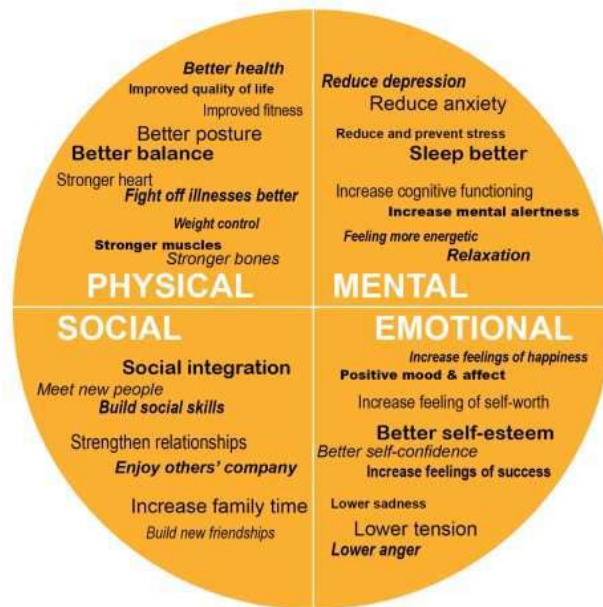 Better health
Improved quality of life
Improved fitness
Better posture
Better balance
Stronger heart
Fight off illnesses better
Weight control
Stronger muscles
Stronger bones
PHYSICAL
Reduce depression
Reduce anxiety
Reduce and prevent stress
Sleep better
Increase cognitive functioning
Increase mental alertness
Feeling more energetic
Relaxation
MENTAL
SOCIAL
Social integration
Meet new people
Build social skills
Strengthen relationships
Enjoy others' company
Increase family time
Build new friendships
EMOTIONAL
Increase feelings of happiness
Positive mood & affect
Increase feeling of self-worth
Better self-esteem
Better self-confidence
Increase feelings of success
Lower sadness
Lower tension
Lower anger